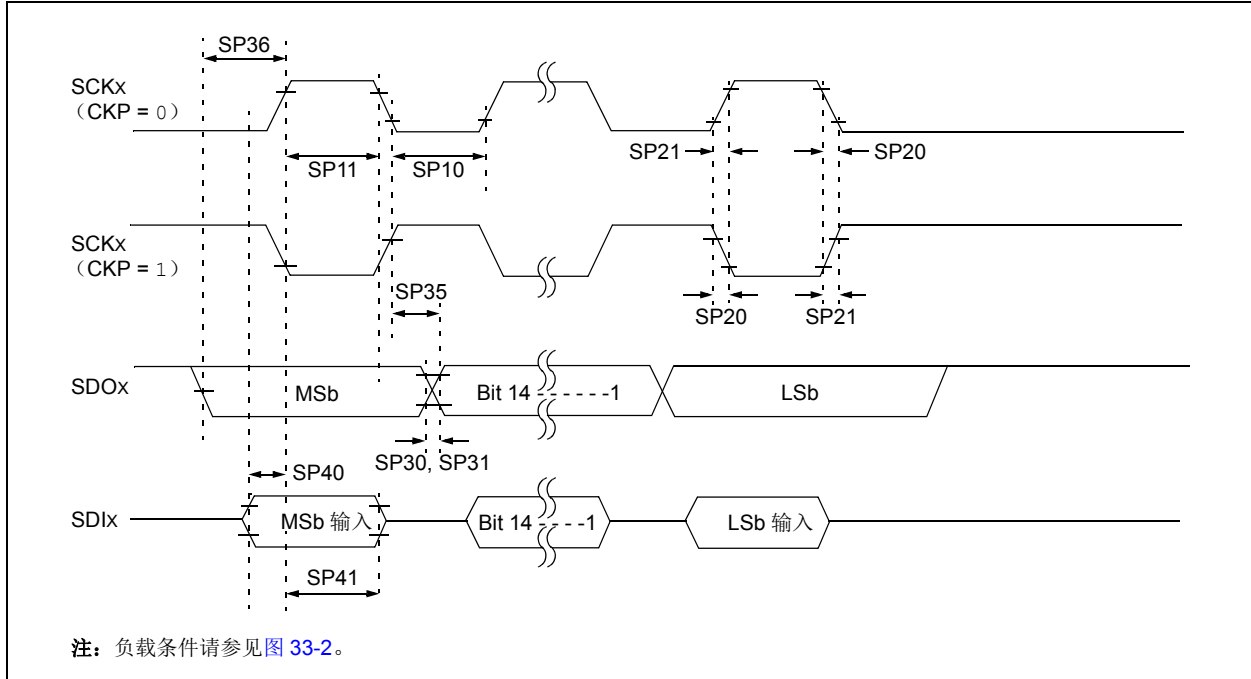 SP36
SCKx
（CKP = 0）
SP11
SP10
SP21
SP20
SCKx
（CKP = 1）
SP35
SP20
SP21
SDOx
MSb
Bit 14 - - - - - -1
LSb
SP30, SP31
SP40
SDIx
MSb 输入
Bit 14 - - - -1
LSb 输入
SP41
注：负载条件请参见图 33-2。